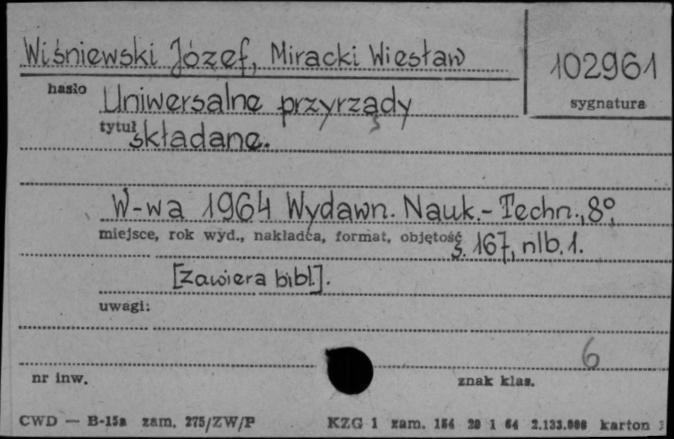 Wiśniewski Józef, Miracki Wiesław
102961
hasło
sygnatura
Uniwersalne przyrządy
tytuł składane.
W-wa 1964 Wydawn. Nauk.-Techn., 8°,
miejsce, rok wyd., nakładca, format, objętość
s. 167, nlb. 1.
[Zawiera bibl.].
uwagi:
6
nr inw.
znak klas.
CWD — B-15a zam. 275/ZW/P
KZG 1 zam. 164 20 1 64 2.133.000 karton